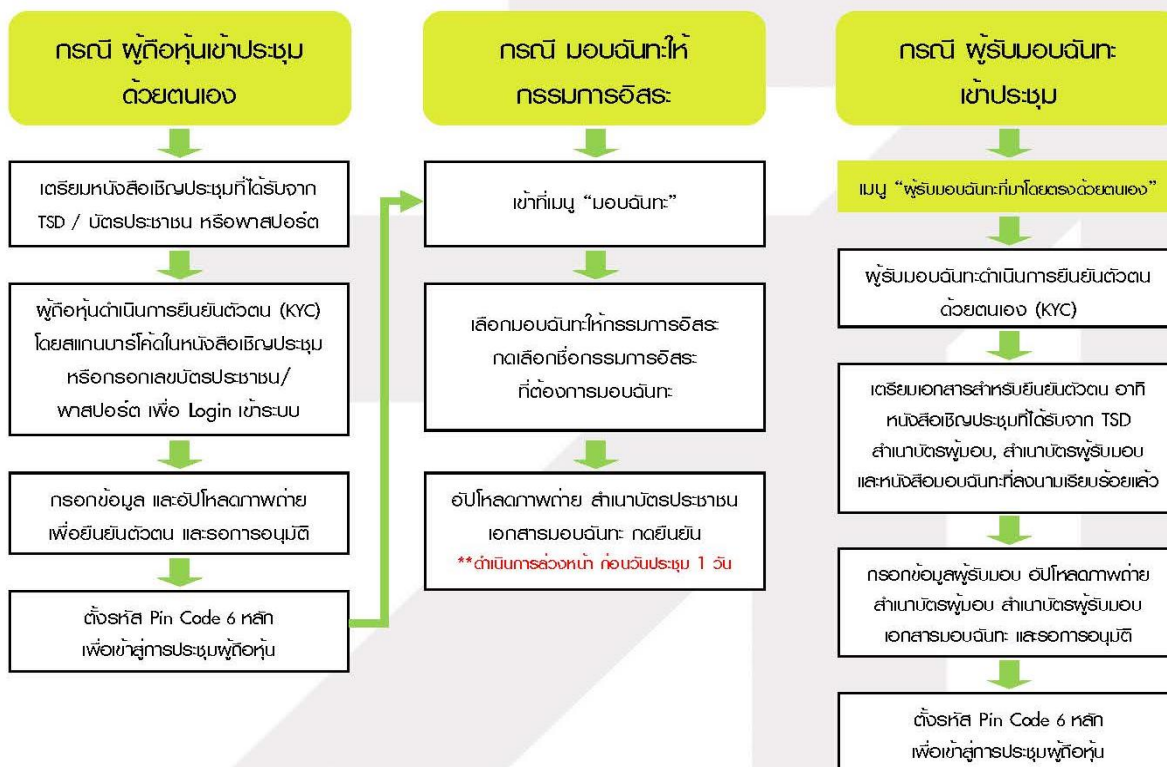 กรณี ผู้ถือหุ้นเข้าประชุม
ด้วยตนเอง
เตรียมหนังสือเชิญประชุมที่ได้รับจาก
TSD / บัตรประชาชน หรือพาสปอร์ต
ผู้ถือหุ้นดำเนินการยืนยันตัวตน (KYC)
โดยสแกนบาร์โค้ดในหนังสือเชิญประชุม
หรือกรอกเลขบัตรประชาชน/
พาสปอร์ต เพื่อ Login เข้าระบบ
กรอกข้อมูล และอัปโหลดภาพถ่าย
เพื่อยืนยันตัวตน และรอการอนุมัติ
ตั้งรหัส Pin Code 6 หลัก
เพื่อเข้าสู่การประชุมผู้ถือหุ้น
กรณี มอบฉันทะให้
กรรมการอิสระ
เข้าที่เมนู “มอบฉันทะ”
เลือกมอบฉันทะให้กรรมการอิสระ
กดเลือกชื่อกรรมการอิสระ
ที่ต้องการมอบฉันทะ
อัปโหลดภาพถ่าย สำเนาบัตรประชาชน
เอกสารมอบฉันทะ กดยืนยัน
**ดำเนินการล่วงหน้า ก่อนวันประชุม 1 วัน
กรณี ผู้รับมอบฉันทะ
เข้าประชุม
เมนู “ผู้รับมอบฉันทะที่มาโดยตรงด้วยตนเอง”
ผู้รับมอบฉันทะดำเนินการยืนยันตัวตน
ด้วยตนเอง (KYC)
เตรียมเอกสารสำหรับยืนยันตัวตน อาทิ
หนังสือเชิญประชุมที่ได้รับจาก TSD
สำเนาบัตรผู้มอบ, สำเนาบัตรผู้รับมอบ
และหนังสือมอบฉันทะที่ลงนามเรียบร้อยแล้ว
กรอกข้อมูลผู้รับมอบ อัปโหลดภาพถ่าย
สำเนาบัตรผู้มอบ สำเนาบัตรผู้รับมอบ
เอกสารมอบฉันทะ และรอการอนุมัติ
ตั้งรหัส Pin Code 6 หลัก
เพื่อเข้าสู่การประชุมผู้ถือหุ้น